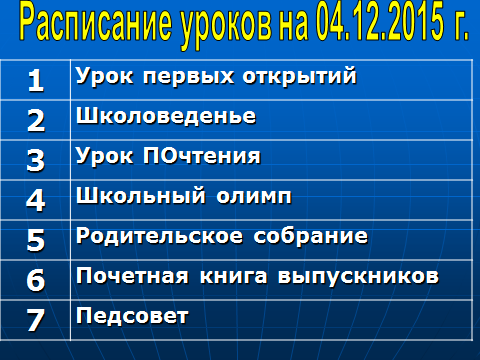 Расписание уроков на 04.12.2015 г.
1 Урок первых открытий
2 Школоведенье
3 Урок ПОчтения
4 Школьный олимп
5 Родительское собрание
6 Почетная книга выпускников
7 Педсовет